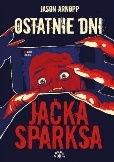 JASON ARNOPP
OSTATNIE DNI
JACKA
SPARKSA